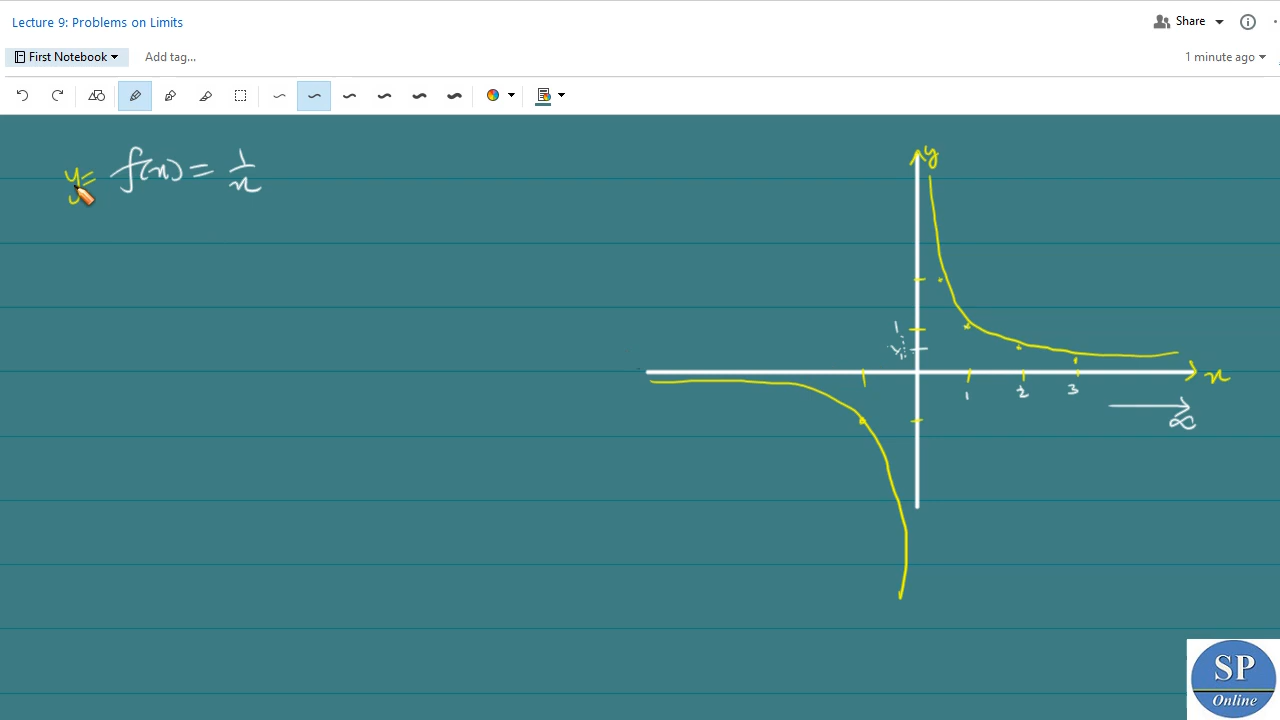 Lecture 9: Problems on Limits
Share
First Notebook
Add tag...
1 minute ago
y= f(x) = 1/x
y
1
x
1 2 3
∞
SP
Online